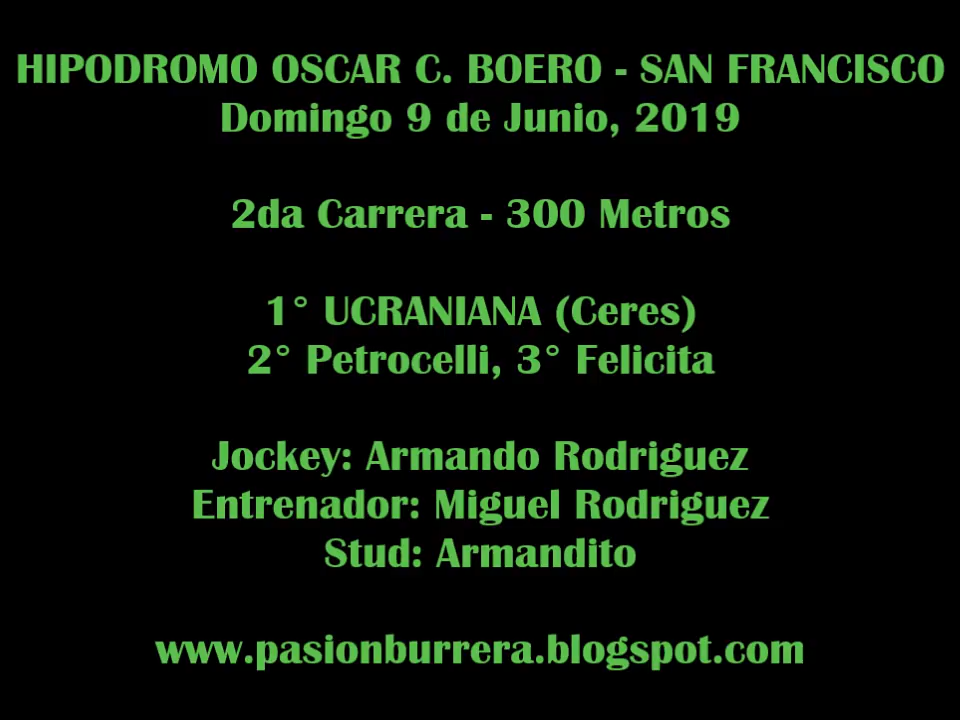 HIPODROMO OSCAR C. BOERO - SAN FRANCISCO
Domingo 9 de Junio, 2019
2da Carrera - 300 Metros
1° UCRANIANA (Ceres)
2° Petrocelli, 3° Felicita
Jockey: Armando Rodriguez
Entrenador: Miguel Rodriguez
Stud: Armandito
www.pasionburrera.blogspot.com